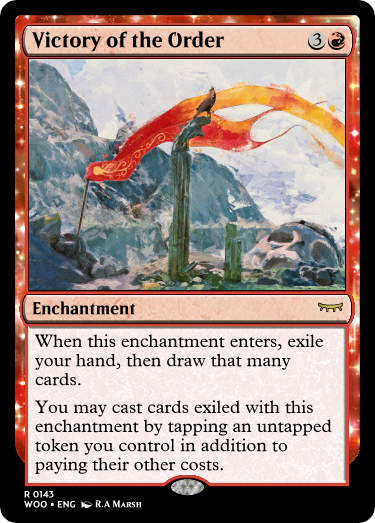 Victory of the Order 3
Enchantment
When this enchantment enters, exile
your hand, then draw that many
cards.
You may cast cards exiled with this
enchantment by tapping an untapped
token you control in addition to
paying their other costs.
R 0143
WOO • ENG R.A MARSH